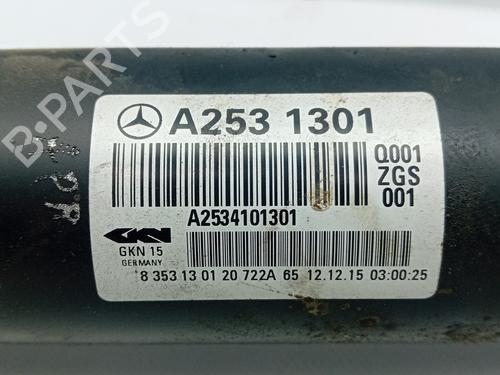 B-PARTS
A253 1301
Q001
ZGS
001
A2534101301
GKN
GKN 15
GERMANY
8 353 13 01 20 722A 65 12.12.15 03:00:25